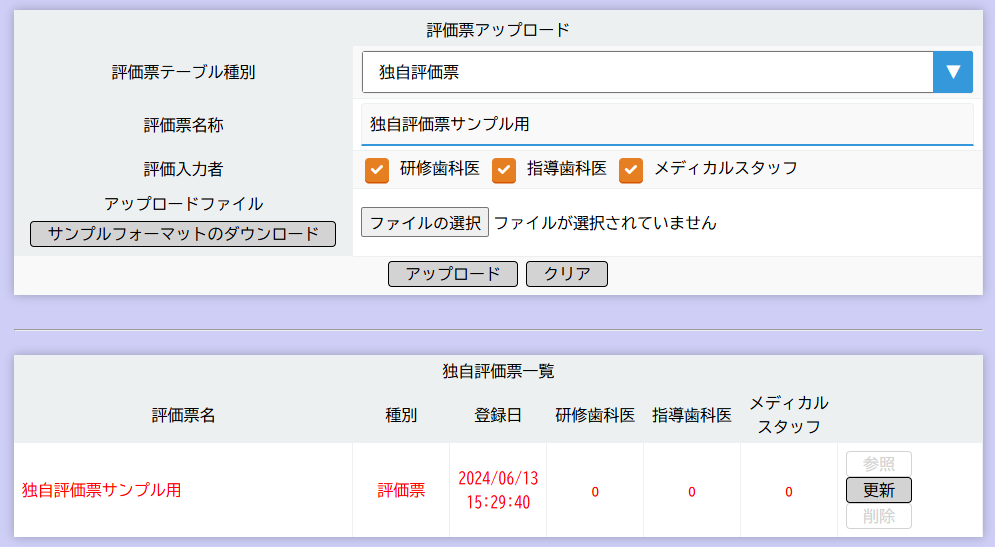 評価票アップロード
評価票テーブル種別
独自評価票
▼
評価票名称
独自評価票サンプル用
評価入力者
研修歯科医
指導歯科医
メディカルスタッフ
アップロードファイル
サンプルフォーマットのダウンロード
ファイルの選択 ファイルが選択されていません
アップロード
クリア
独自評価票一覧
評価票名
種別
登録日
研修歯科医
指導歯科医
メディカル
スタッフ
独自評価票サンプル用
評価票
2024/06/13
15:29:40
0
0
0
参照
更新
削除